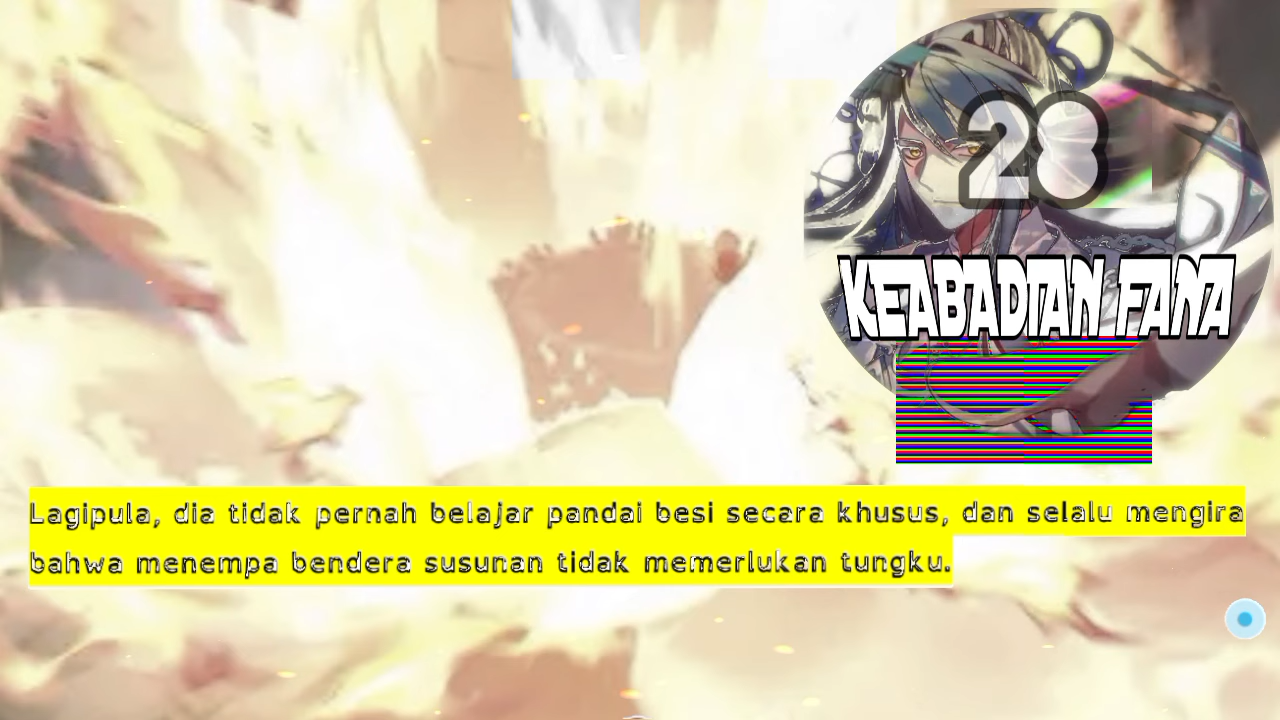 28
KEABADIAN FANA
Lagipula, dia tidak pernah belajar pandai besi secara khusus, dan selalu mengira
bahwa menempa bendera susunan tidak memerlukan tungku.